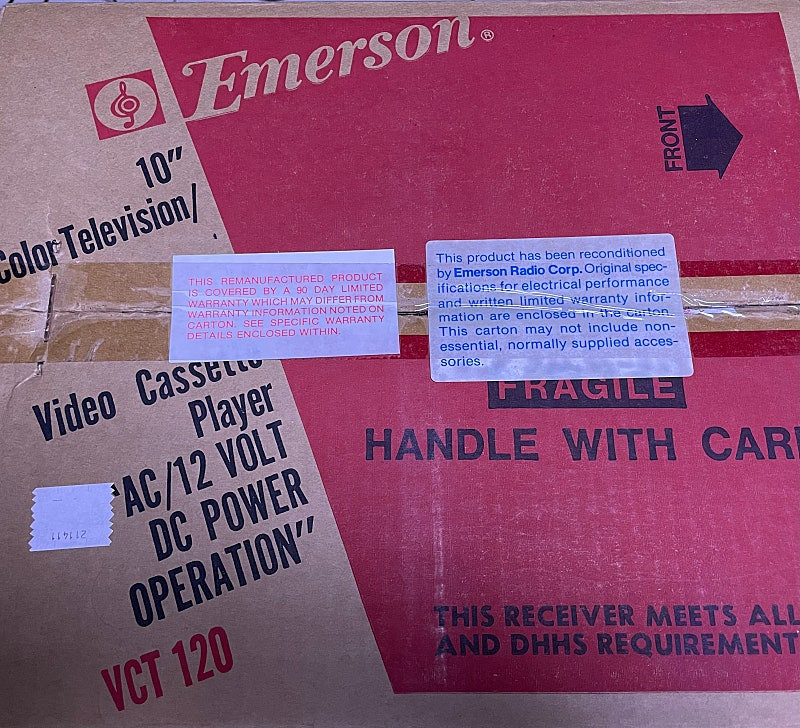 Emerson®
FRONT
10"
Color Television/
Video Cassette
Player
"AC/12 VOLT
DC POWER
OPERATION"
VCT 120
THIS REMANUFACTURED PRODUCT
IS COVERED BY A 90 DAY LIMITED
WARRANTY WHICH MAY DIFFER FROM
WARRANTY INFORMATION NOTED ON
CARTON. SEE SPECIFIC WARRANTY
DETAILS ENCLOSED WITHIN.
This product has been reconditioned
by Emerson Radio Corp. Original spec-
ifications for electrical performance
and written limited warranty infor-
mation are enclosed in the carton.
This carton may not include non-
essential, normally supplied acces-
sories.
FRAGILE
HANDLE WITH CAR
THIS RECEIVER MEETS ALL
AND DHHS REQUIREMENT